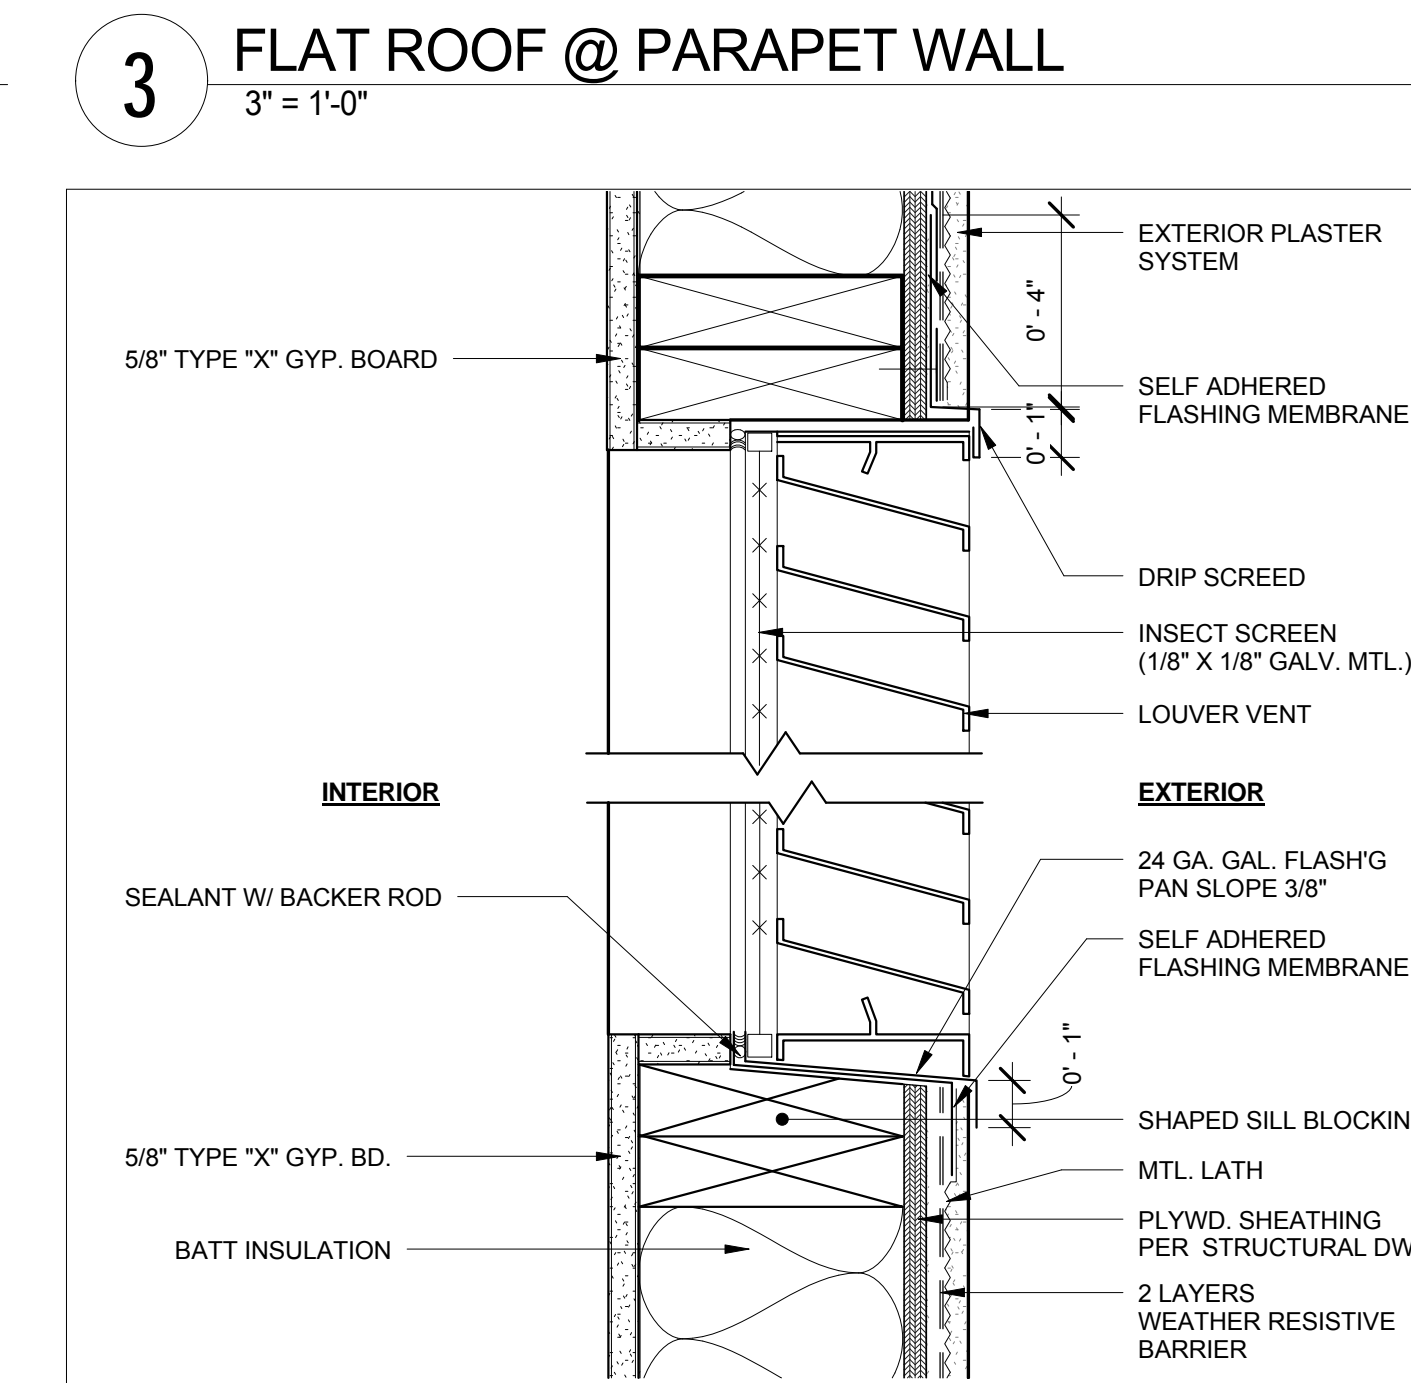 3
FLAT ROOF @ PARAPET WALL
3" = 1'-0"
EXTERIOR PLASTER
SYSTEM
0' - 4"
5/8" TYPE "X" GYP. BOARD
SELF ADHERED
FLASHING MEMBRANE
0' - 1"
DRIP SCREED
INSECT SCREEN
(1/8" X 1/8" GALV. MTL.)
LOUVER VENT
INTERIOR
EXTERIOR
24 GA. GAL. FLASH'G
PAN SLOPE 3/8"
SEALANT W/ BACKER ROD
SELF ADHERED
FLASHING MEMBRANE
0' - 1"
SHAPED SILL BLOCKIN
5/8" TYPE "X" GYP. BD.
MTL. LATH
PLYWD. SHEATHING
PER STRUCTURAL DW
BATT INSULATION
2 LAYERS
WEATHER RESISTIVE
BARRIER